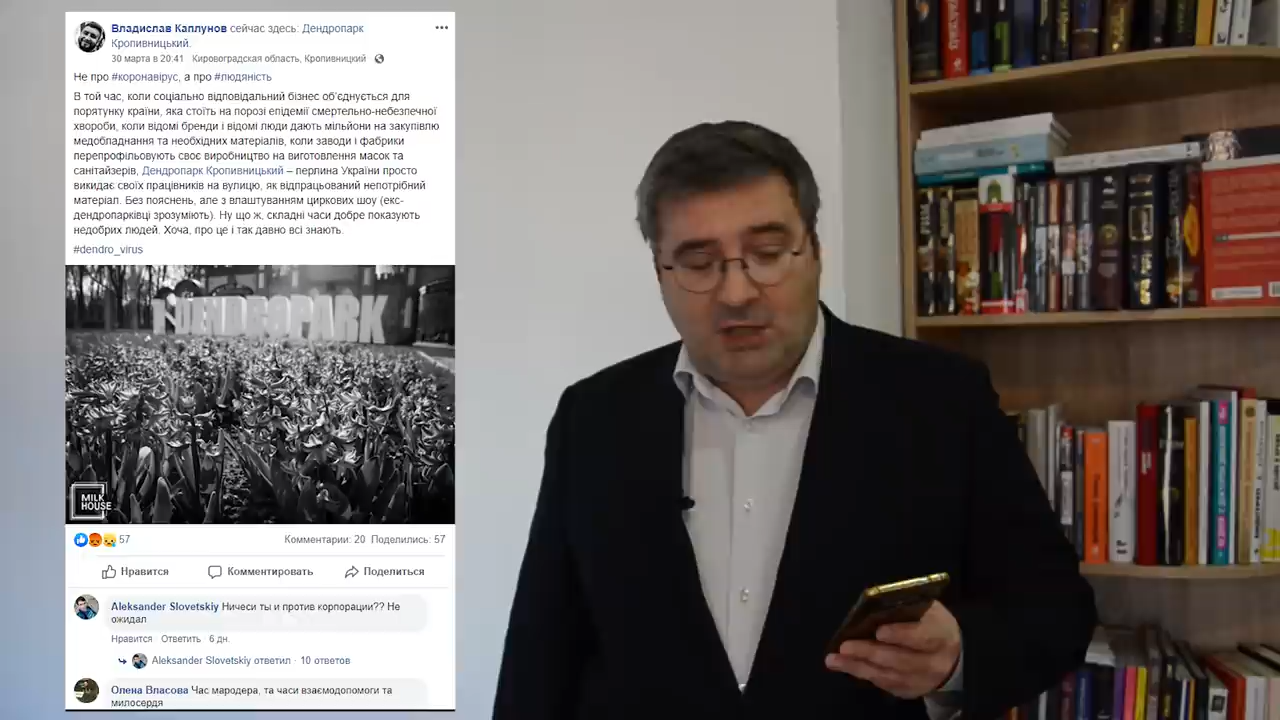 Владислав Каплунов сейчас здесь: Дендропарк
Кропивницький.
30 марта в 20:41 · Кировоградская область, Кропивницкий ·
Не про #коронавірус, а про #людяність
В той час, коли соціально відповідальний бізнес об'єднується для
порятунку країни, яка стоїть на порозі епідемії смертельно-небезпечної
хвороби, коли відомі бренди і відомі люди дають мільйони на закупівлю
медобладнання та необхідних матеріалів, коли заводи і фабрики
перепрофільовують своє виробництво на виготовлення масок та
санітайзерів, Дендропарк Кропивницький – перлина України просто
викидає своїх працівників на вулицю, як відпрацьований непотрібний
матеріал. Без пояснень, але з влаштуванням циркових шоу (екс-
дендропарківці зрозуміють). Ну що ж, складні часи добре показують
недобрих людей. Хоча, про це і так давно всі знають.
#dendro_virus
DENDROPARK
MILK
HOUSE
57
Комментарии: 20 Поделились: 57
Нравится Комментировать Поделиться
Aleksander Slovetskiy Ничеси ты и против корпорации?? Не
ожидал
Нравится · Ответить · 6 дн.
Aleksander Slovetskiy ответил · 10 ответов
Олена Власова Час мародера, та часи взаємодопомоги та
милосердя